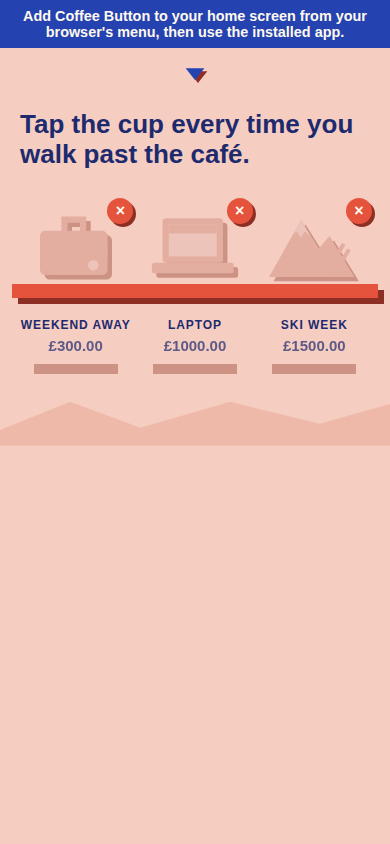 Add Coffee Button to your home screen from your
browser's menu, then use the installed app.
Tap the cup every time you
walk past the café.
× × ×
WEEKEND AWAY LAPTOP SKI WEEK
£300.00 £1000.00 £1500.00